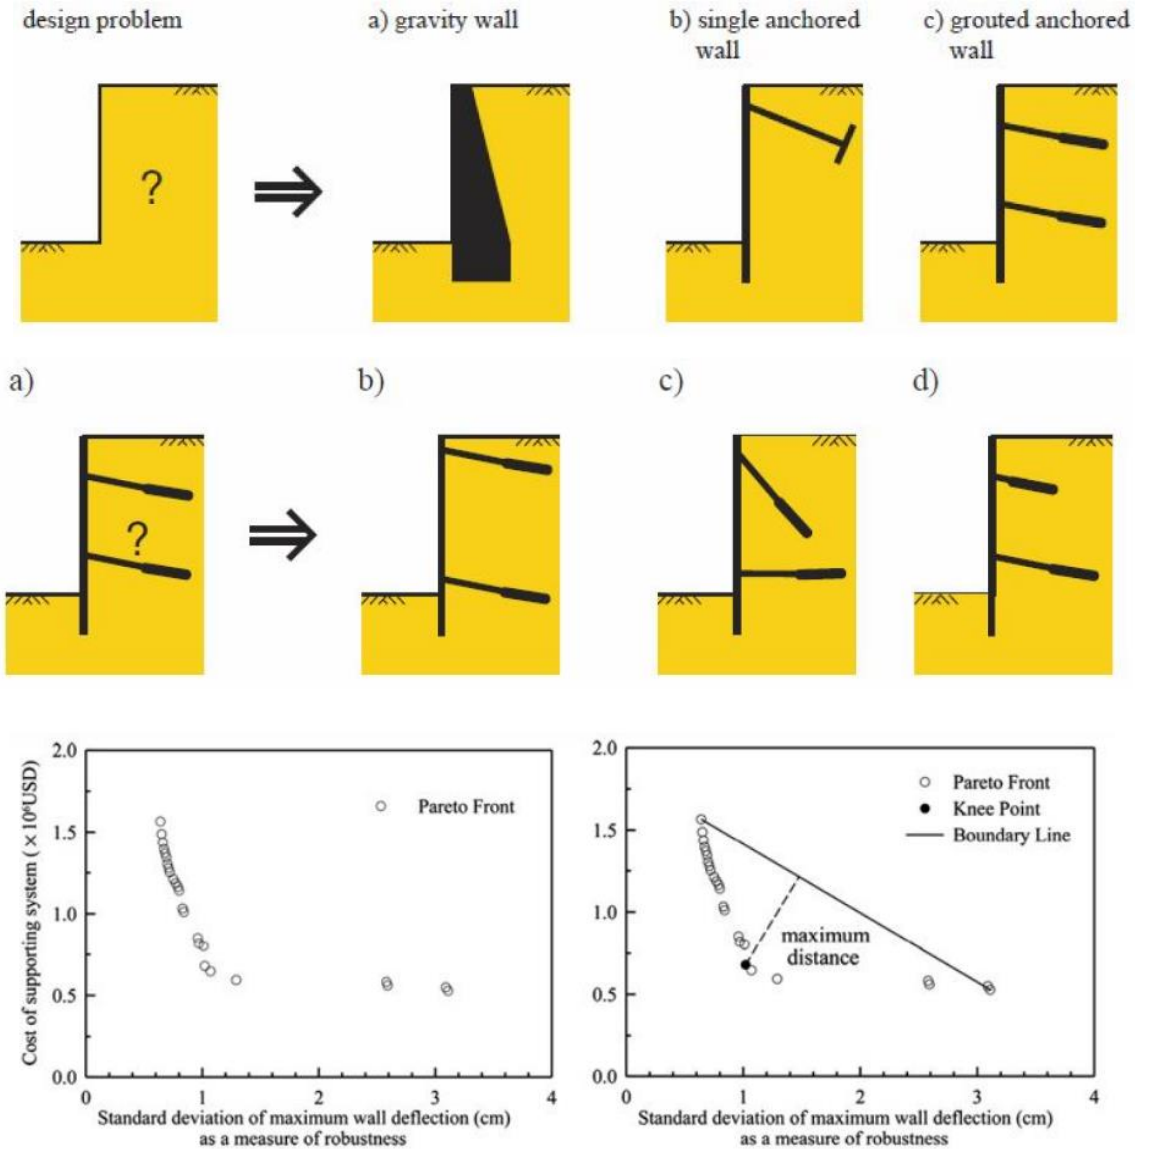 design problem
a) gravity wall
b) single anchored
wall
c) grouted anchored
wall
?
a)
b)
c)
d)
?
Cost of supporting system (×10⁶USD)
2.0
1.5
1.0
0.5
0.0
Pareto Front
0 1 2 3 4
Standard deviation of maximum wall deflection (cm)
as a measure of robustness
2.0
1.5
1.0
0.5
0.0
Pareto Front
Knee Point
Boundary Line
maximum
distance
0 1 2 3 4
Standard deviation of maximum wall deflection (cm)
as a measure of robustness